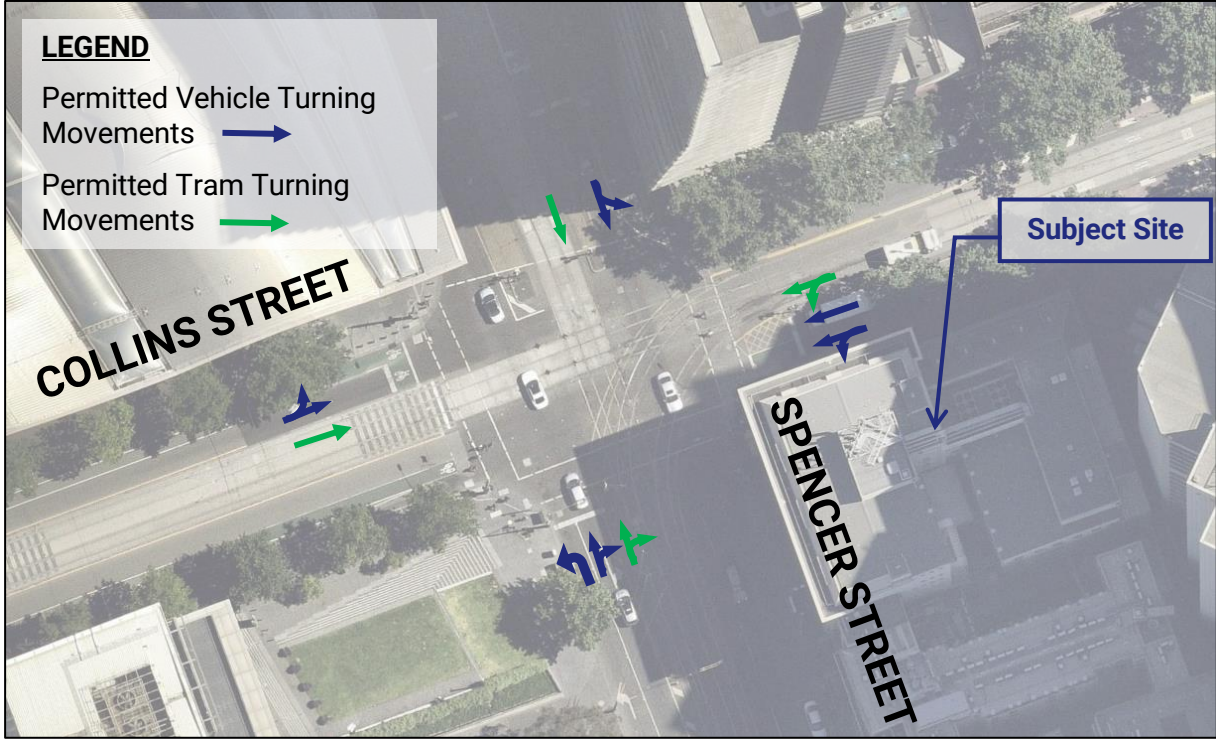 LEGEND
Permitted Vehicle Turning
Movements
Permitted Tram Turning
Movements
Subject Site
COLLINS STREET
SPENCER STREET